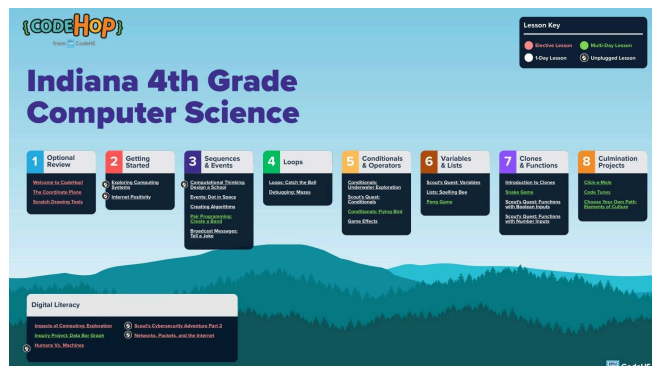 {CODEHOP}
from CodeHS
Lesson Key
Elective Lesson
Multi-Day Lesson
1-Day Lesson
Unplugged Lesson
Indiana 4th Grade
Computer Science
1
Optional
Review
Welcome to CodeHop!
The Coordinate Plane
Scratch Drawing Tools
2
Getting
Started
Exploring Computing
Systems
Internet Positivity
3
Sequences
& Events
Computational Thinking:
Design a School
Events: Dot in Space
Creating Algorithms
Pair Programming:
Create a Band
Broadcast Messages:
Tell a Joke
4
Loops
Loops: Catch the Ball
Debugging: Mazes
5
Conditionals
& Operators
Conditionals:
Underwater Exploration
Scout's Quest:
Conditionals
Conditionals: Flying Bird
Game Effects
6
Variables
& Lists
Scout's Quest: Variables
Lists: Spelling Bee
Pong Game
7
Clones
& Functions
Introduction to Clones
Snake Game
Scout's Quest: Functions
with Boolean Inputs
Scout's Quest: Functions
with Number Inputs
8
Culmination
Projects
Click-a-Mole
Code Tunes
Choose Your Own Path:
Elements of Culture
Digital Literacy
Impacts of Computing: Exploration
Inquiry Project: Data Bar Graph
Humans Vs. Machines
Scout's Cybersecurity Adventure Part 2
Networks, Packets, and the Internet
CodeHS